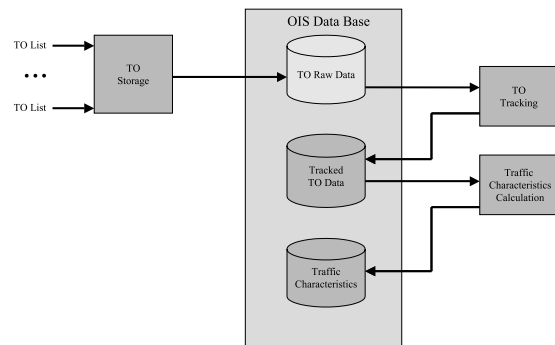 OIS Data Base
TO List
TO
Storage
TO List
TO Raw Data
TO
Tracking
Tracked
TO Data
Traffic
Characteristics
Calculation
Traffic
Characteristics